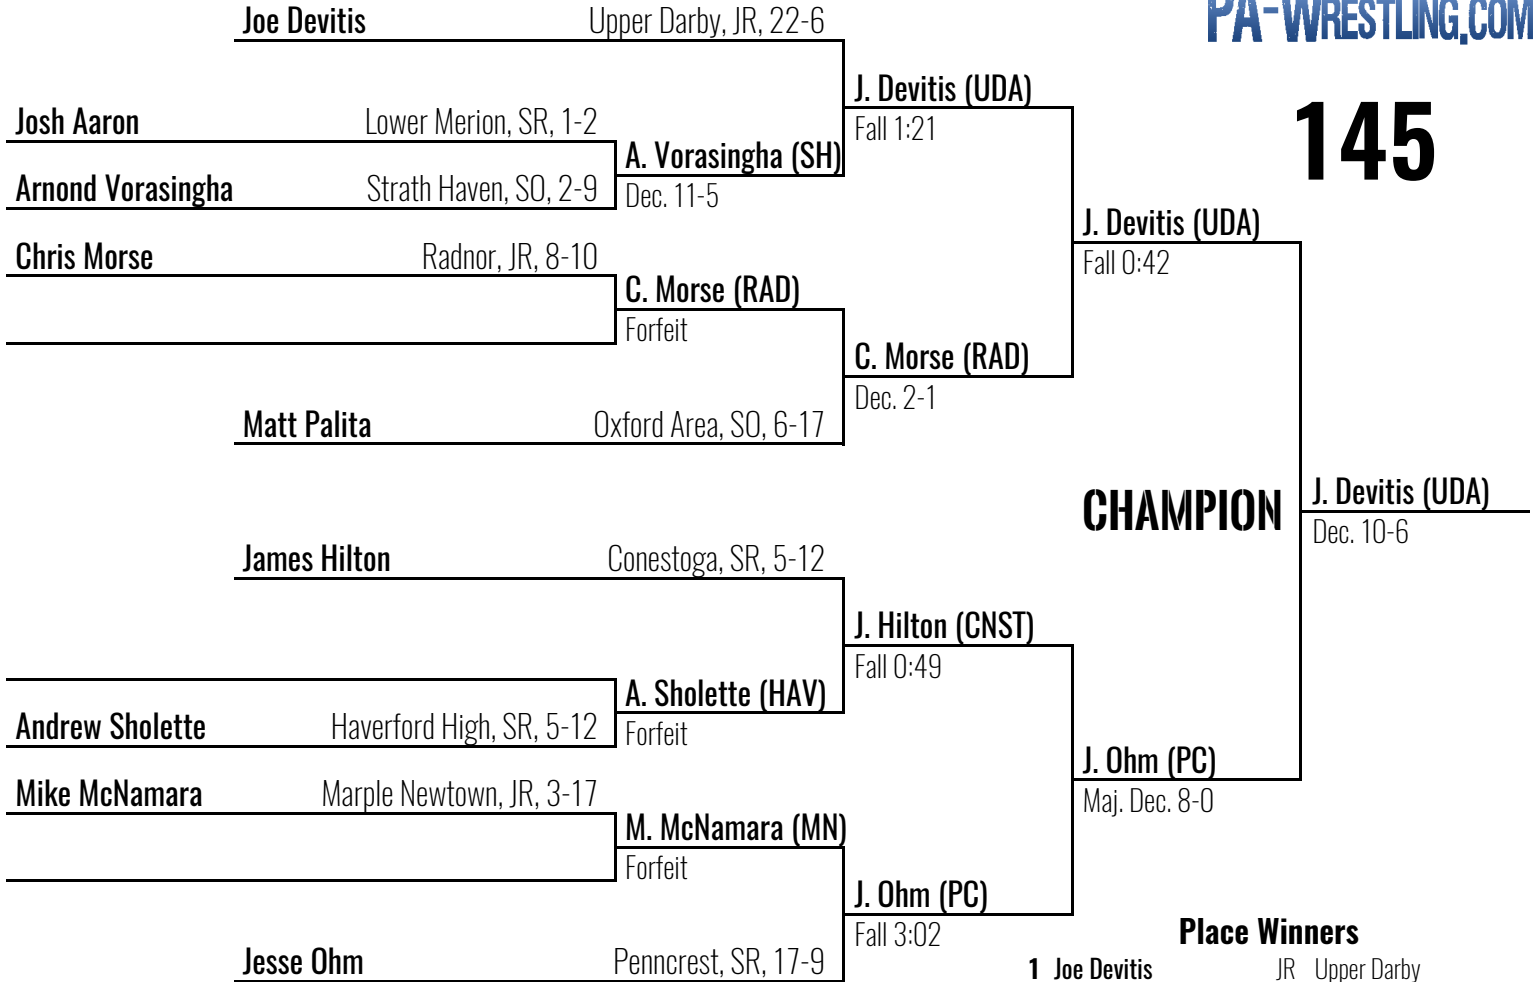 PA-WRESTLING.COM
145
Joe Devitis Upper Darby, JR, 22-6
J. Devitis (UDA)
Fall 1:21
Josh Aaron Lower Merion, SR, 1-2
A. Vorasingha (SH)
Dec. 11-5
Arnond Vorasingha Strath Haven, SO, 2-9
J. Devitis (UDA)
Fall 0:42
Chris Morse Radnor, JR, 8-10
C. Morse (RAD)
Forfeit
C. Morse (RAD)
Dec. 2-1
Matt Palita Oxford Area, SO, 6-17
CHAMPION
J. Devitis (UDA)
Dec. 10-6
James Hilton Conestoga, SR, 5-12
J. Hilton (CNST)
Fall 0:49
A. Sholette (HAV)
Forfeit
Andrew Sholette Haverford High, SR, 5-12
J. Ohm (PC)
Maj. Dec. 8-0
Mike McNamara Marple Newtown, JR, 3-17
M. McNamara (MN)
Forfeit
J. Ohm (PC)
Fall 3:02
Jesse Ohm Penncrest, SR, 17-9
Place Winners
1 Joe Devitis JR Upper Darby